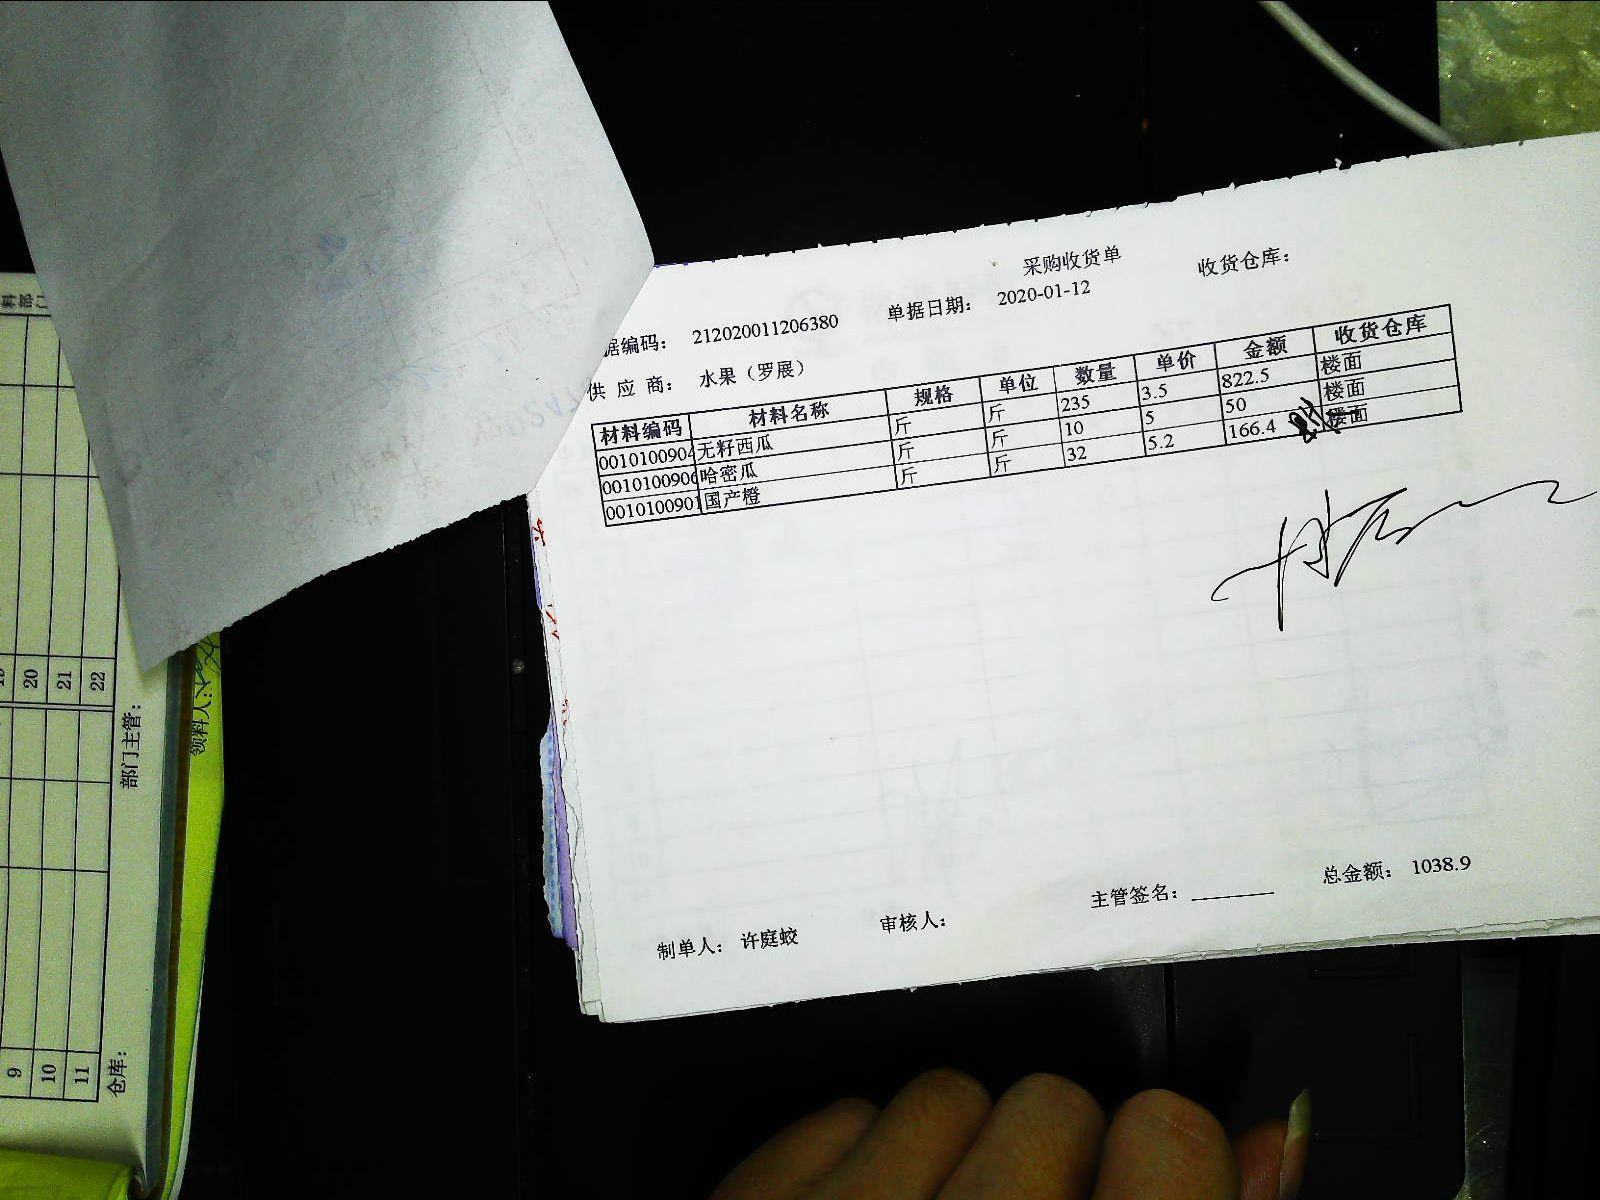 采购收货单 收货仓库：
据编码： 212020011206380 单据日期： 2020-01-12
供应商： 水果（罗展）
材料编码 材料名称 规格 单位 数量 单价 金额 收货仓库
0010100904 无籽西瓜 斤 斤 235 3.5 822.5 楼面
0010100906 哈密瓜 斤 斤 10 5 50 楼面
0010100901 国产橙 斤 斤 32 5.2 166.4 楼面
制单人： 许庭蛟 审核人： 主管签名： 总金额： 1038.9
料部门
20
21
22
部门主管：
领料人：
9
10
11
仓库：